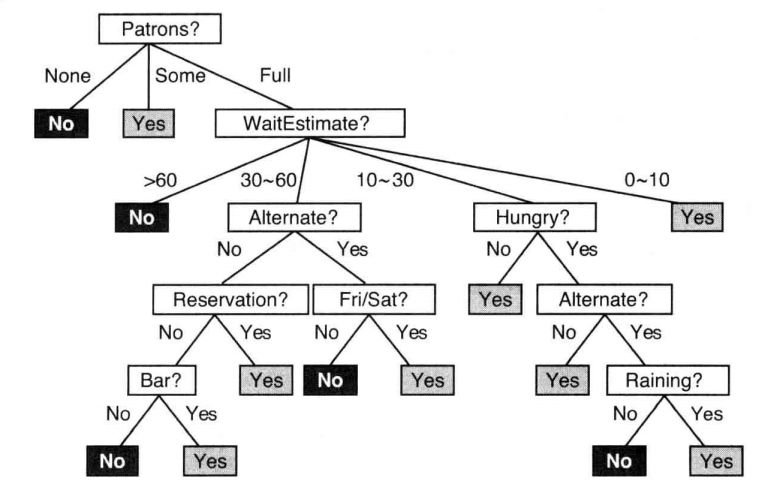 Patrons?
None Some Full
No Yes WaitEstimate?
>60 30~60 10~30 0~10
No Alternate? Hungry? Yes
No Yes No Yes
Reservation? Fri/Sat? Yes Alternate?
No Yes No Yes No Yes
Bar? Yes No Yes Yes Raining?
No Yes No Yes
No Yes No Yes